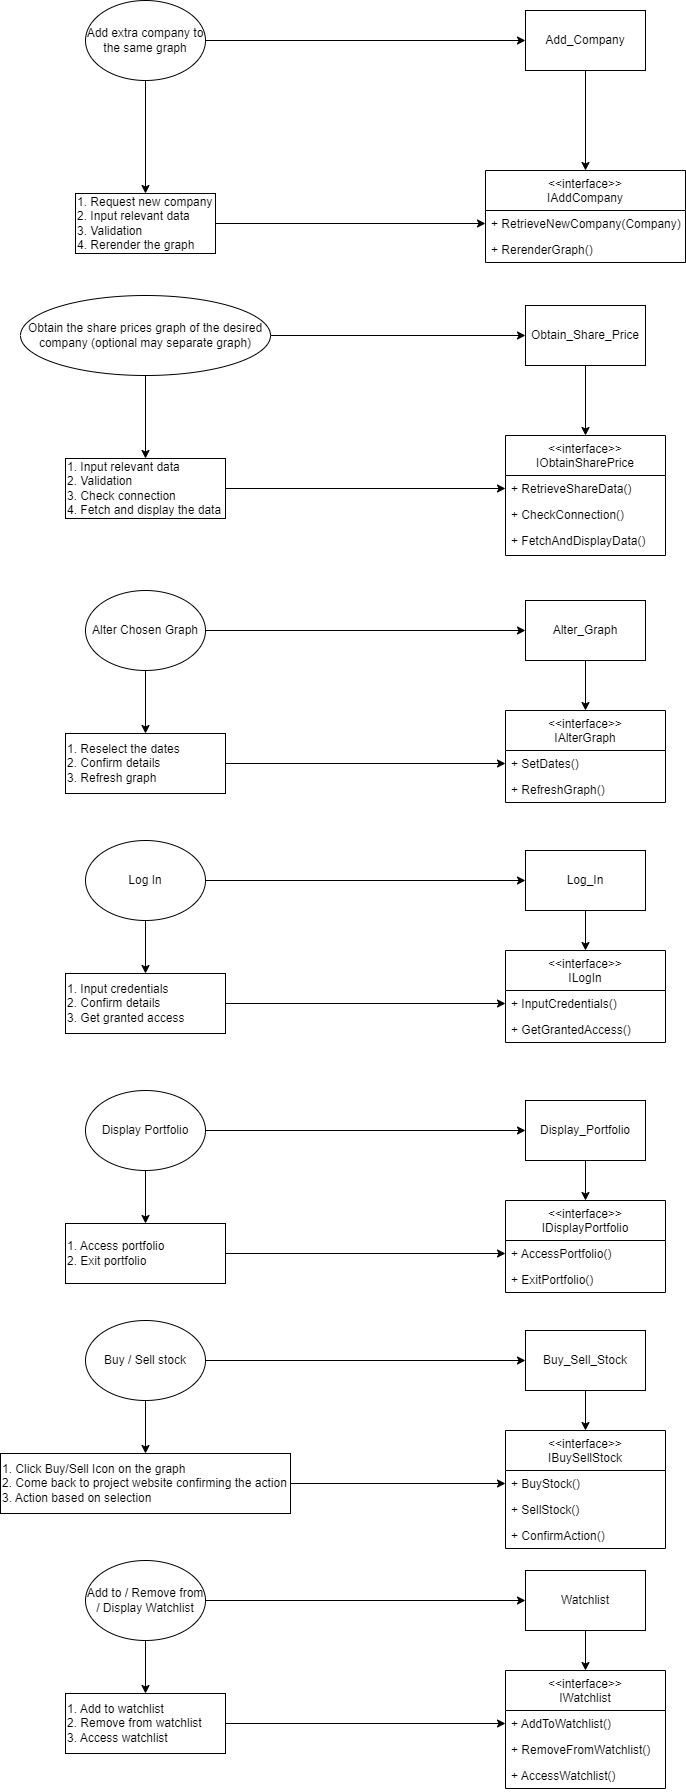 Add extra company to
the same graph
Add_Company
1. Request new company
2. Input relevant data
3. Validation
4. Rerender the graph
<<interface>>
IAddCompany
+ RetrieveNewCompany(Company)
+ RerenderGraph()
Obtain the share prices graph of the desired
company (optional may separate graph)
Obtain_Share_Price
1. Input relevant data
2. Validation
3. Check connection
4. Fetch and display the data
<<interface>>
IObtainSharePrice
+ RetrieveShareData()
+ CheckConnection()
+ FetchAndDisplayData()
Alter Chosen Graph
Alter_Graph
1. Reselect the dates
2. Confirm details
3. Refresh graph
<<interface>>
IAlterGraph
+ SetDates()
+ RefreshGraph()
Log In
Log_In
1. Input credentials
2. Confirm details
3. Get granted access
<<interface>>
ILogIn
+ InputCredentials()
+ GetGrantedAccess()
Display Portfolio
Display_Portfolio
1. Access portfolio
2. Exit portfolio
<<interface>>
IDisplayPortfolio
+ AccessPortfolio()
+ ExitPortfolio()
Buy / Sell stock
Buy_Sell_Stock
1. Click Buy/Sell Icon on the graph
2. Come back to project website confirming the action
3. Action based on selection
<<interface>>
IBuySellStock
+ BuyStock()
+ SellStock()
+ ConfirmAction()
Add to / Remove from
/ Display Watchlist
Watchlist
1. Add to watchlist
2. Remove from watchlist
3. Access watchlist
<<interface>>
IWatchlist
+ AddToWatchlist()
+ RemoveFromWatchlist()
+ AccessWatchlist()